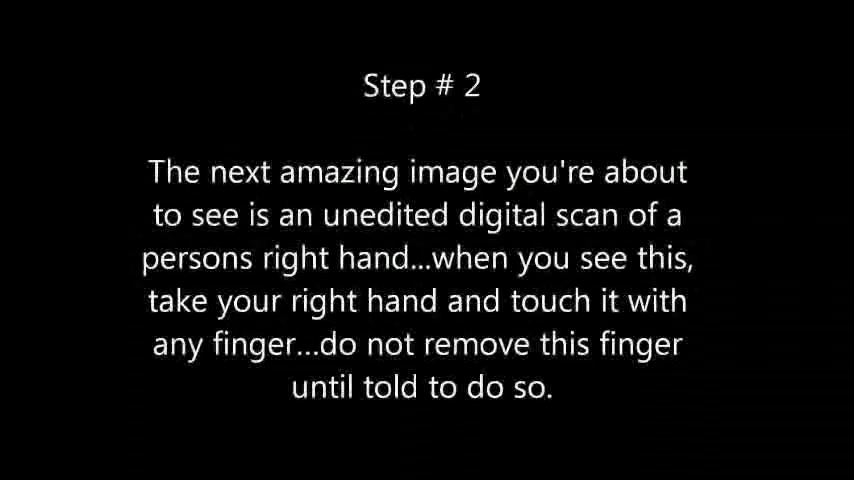 Step # 2
The next amazing image you're about
to see is an unedited digital scan of a
persons right hand...when you see this,
take your right hand and touch it with
any finger...do not remove this finger
until told to do so.